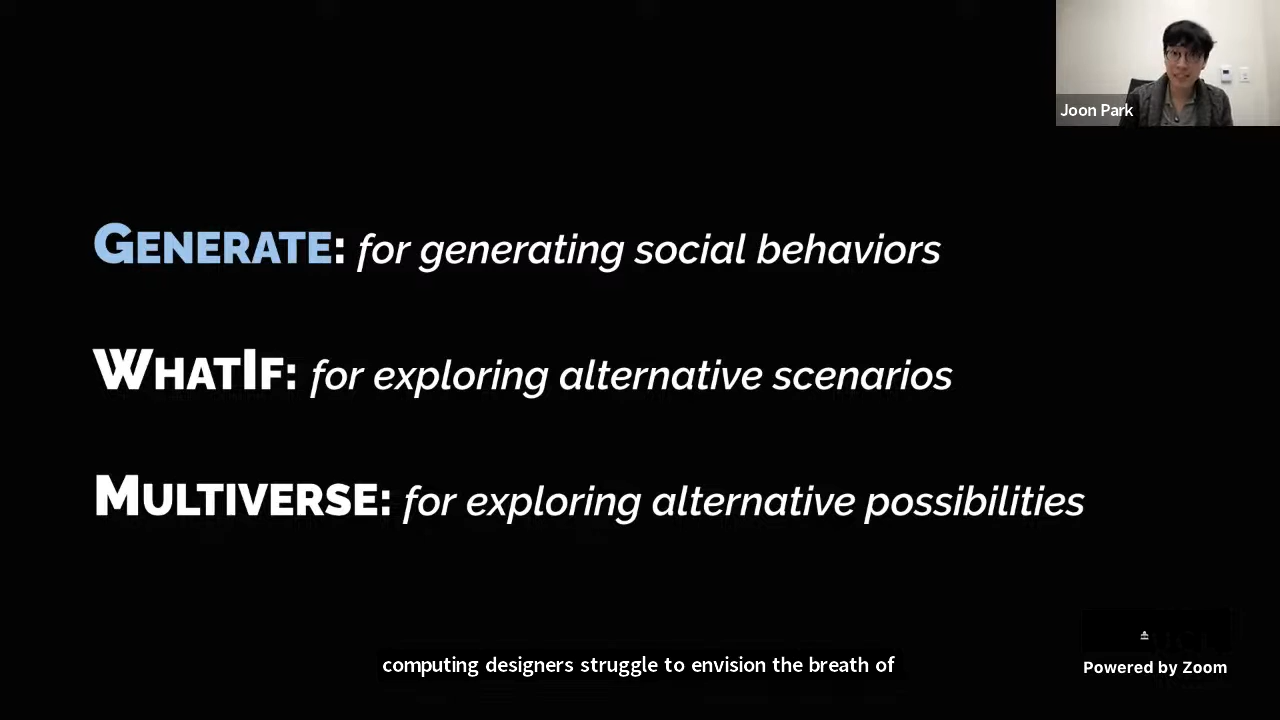 Joon Park
GENERATE: for generating social behaviors
WHATIF: for exploring alternative scenarios
MULTIVERSE: for exploring alternative possibilities
computing designers struggle to envision the breath of
Powered by Zoom